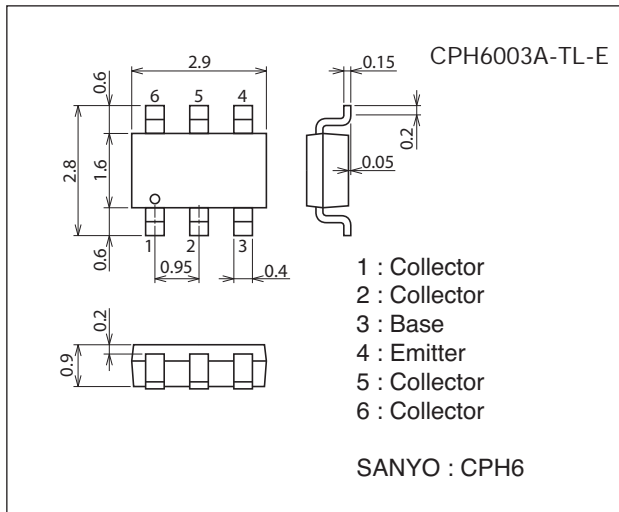 CPH6003A-TL-E
2.9
0.15
0.6
6 5 4
0.2
2.8
1.6
0.05
0.6
1 2 3
0.95
0.4
1 : Collector
2 : Collector
3 : Base
4 : Emitter
5 : Collector
6 : Collector
0.2
0.9
SANYO : CPH6